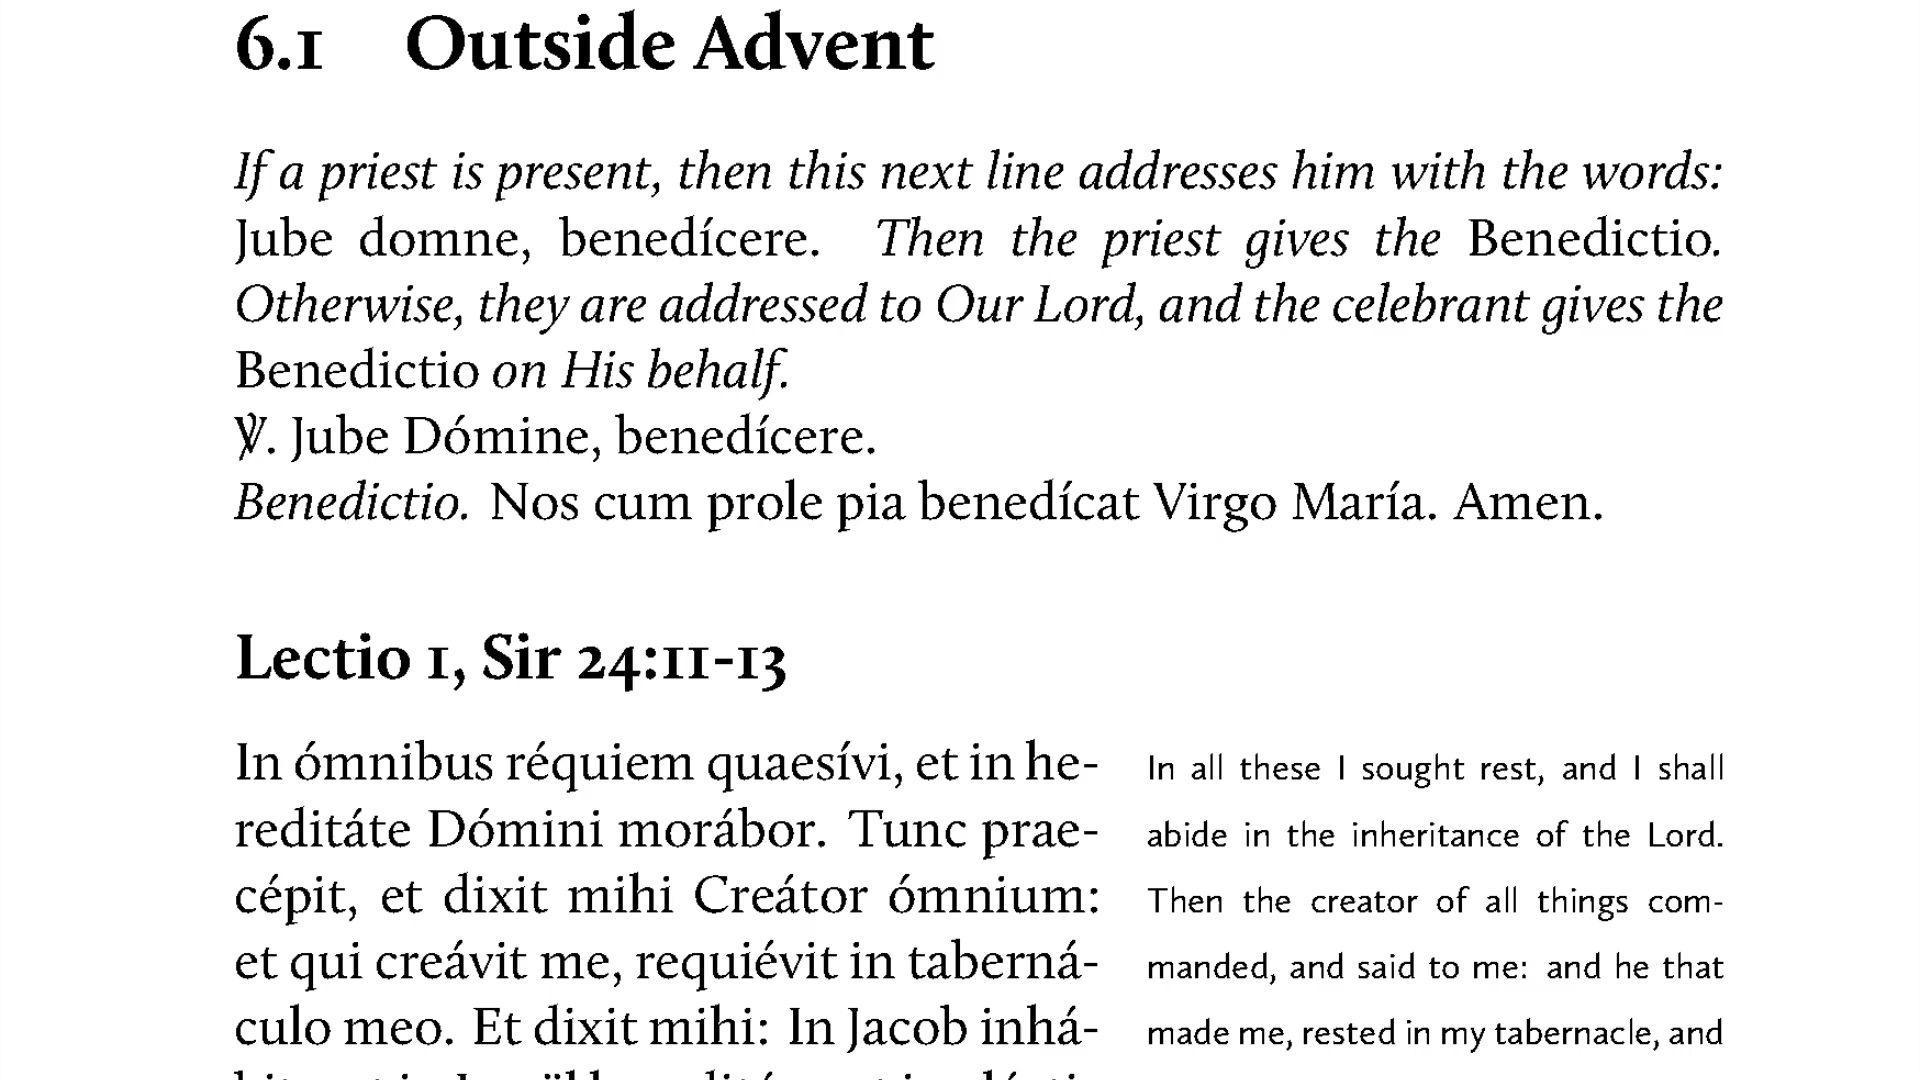 6.1 Outside Advent
If a priest is present, then this next line addresses him with the words:
Jube domne, benedícere. Then the priest gives the Benedictio.
Otherwise, they are addressed to Our Lord, and the celebrant gives the
Benedictio on His behalf.
℣. Jube Dómine, benedícere.
Benedictio. Nos cum prole pia benedícat Virgo María. Amen.
Lectio 1, Sir 24:11-13
In ómnibus réquiem quaesívi, et in he-
reditáte Dómini morábor. Tunc prae-
cépit, et dixit mihi Creátor ómnium:
et qui creávit me, requiévit in taberná-
culo meo. Et dixit mihi: In Jacob inhá-
In all these I sought rest, and I shall
abide in the inheritance of the Lord.
Then the creator of all things com-
manded, and said to me: and he that
made me, rested in my tabernacle, and